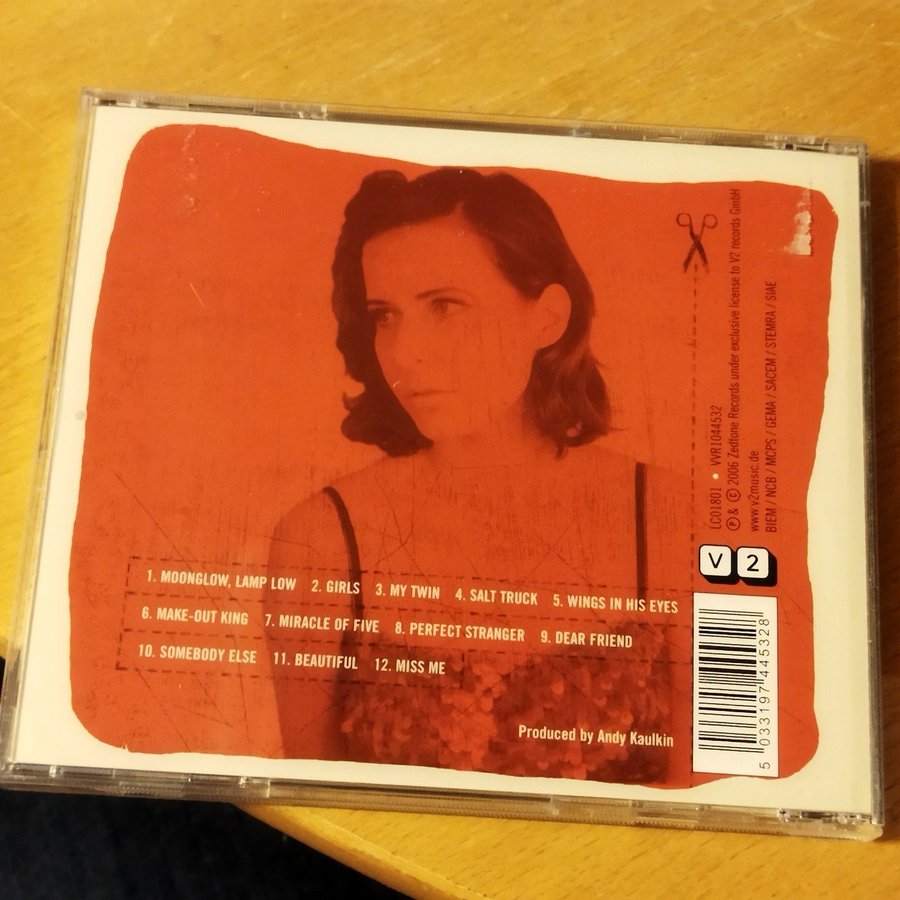 1. MOONGLOW, LAMP LOW 2. GIRLS 3. MY TWIN 4. SALT TRUCK 5. WINGS IN HIS EYES
6. MAKE-OUT KING 7. MIRACLE OF FIVE 8. PERFECT STRANGER 9. DEAR FRIEND
10. SOMEBODY ELSE 11. BEAUTIFUL 12. MISS ME
Produced by Andy Kaulkin
LC01801 • VVR1044532
Ⓟ & © 2006 Zedtone Records under exclusive license to V2 records GmbH
www.v2music.de
BIEM / NCB / MCPS / GEMA / SACEM / STEMRA / SIAE
V 2
5 033197 445328